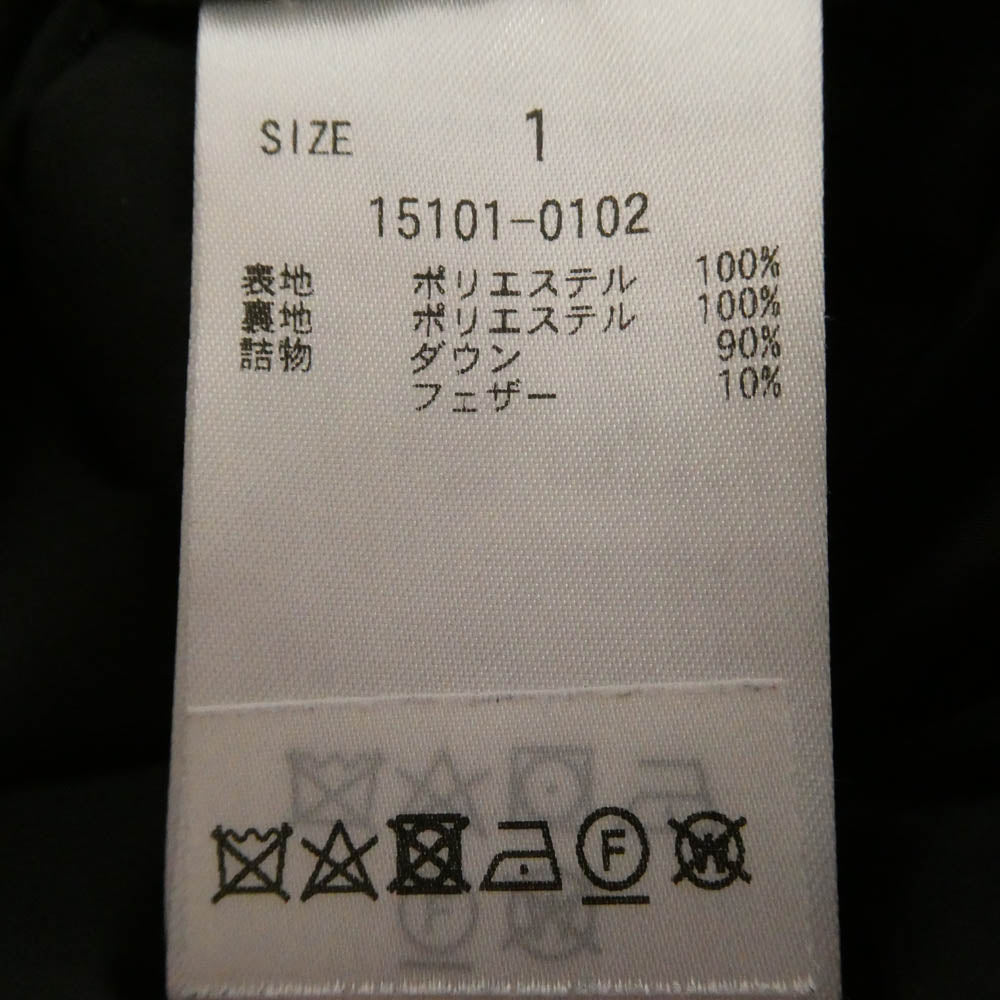 SIZE 1
15101-0102
表地 ポリエステル 100%
裏地 ポリエステル 100%
詰物 ダウン 90%
フェザー 10%
F W